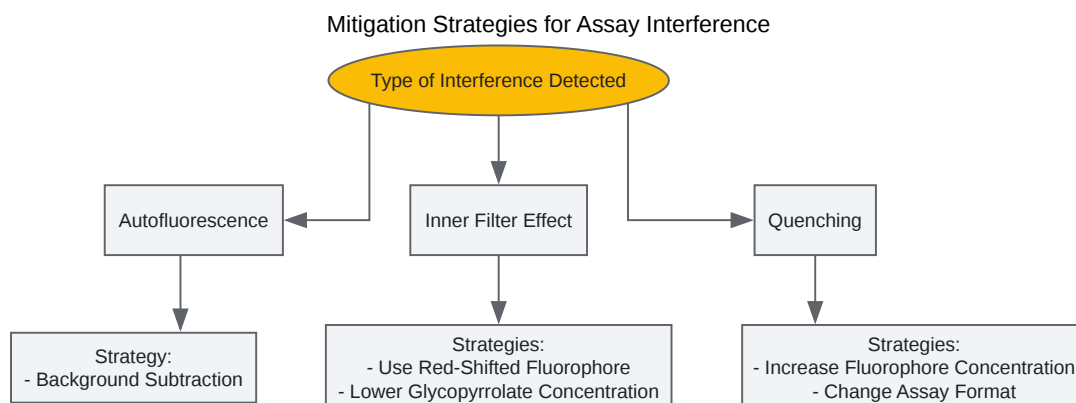 Mitigation Strategies for Assay Interference
Type of Interference Detected
Autofluorescence
Inner Filter Effect
Quenching
Strategy:
- Background Subtraction
Strategies:
- Use Red-Shifted Fluorophore
- Lower Glycopyrrolate Concentration
Strategies:
- Increase Fluorophore Concentration
- Change Assay Format